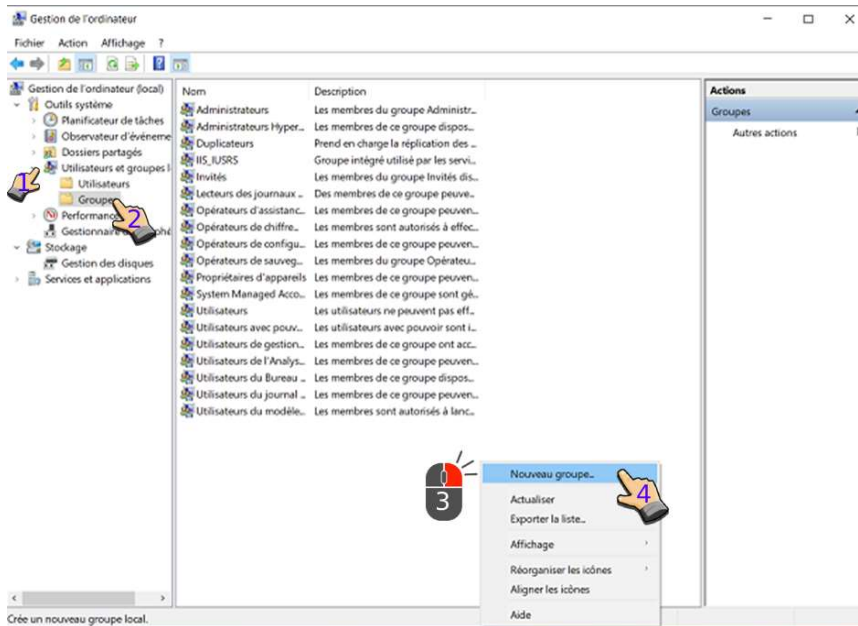 Gestion de l'ordinateur
Fichier Action Affichage ?
Gestion de l'ordinateur (local)
Outils système
Planificateur de tâches
Observateur d'événeme
Dossiers partagés
Utilisateurs et groupes l
Utilisateurs
Groupe
Performanc
Gestionnaire
Stockage
Gestion des disques
Services et applications
1
2
Nom Description
Administrateurs Les membres du groupe Administr...
Administrateurs Hyper... Les membres de ce groupe dispos...
Duplicateurs Prend en charge la réplication des ...
IIS_IUSRS Groupe intégré utilisé par les servi...
Invités Les membres du groupe Invités dis...
Lecteurs des journaux ... Des membres de ce groupe peuve...
Opérateurs d'assistanc... Les membres de ce groupe peuven...
Opérateurs de chiffre... Les membres sont autorisés à effec...
Opérateurs de configu... Les membres de ce groupe peuven...
Opérateurs de sauveg... Les membres du groupe Opérateu...
Propriétaires d'appareils Les membres de ce groupe peuven...
System Managed Acco... Les membres de ce groupe sont gé...
Utilisateurs Les utilisateurs ne peuvent pas eff...
Utilisateurs avec pouv... Les utilisateurs avec pouvoir sont i...
Utilisateurs de gestion... Les membres de ce groupe ont acc...
Utilisateurs de l'Analys... Les membres de ce groupe peuven...
Utilisateurs du Bureau ... Les membres de ce groupe dispos...
Utilisateurs du journal ... Les membres de ce groupe peuven...
Utilisateurs du modèle... Les membres sont autorisés à lanc...
Actions
Groupes
Autres actions
3
Nouveau groupe...
4
Actualiser
Exporter la liste...
Affichage
Réorganiser les icônes
Aligner les icônes
Aide
Crée un nouveau groupe local.